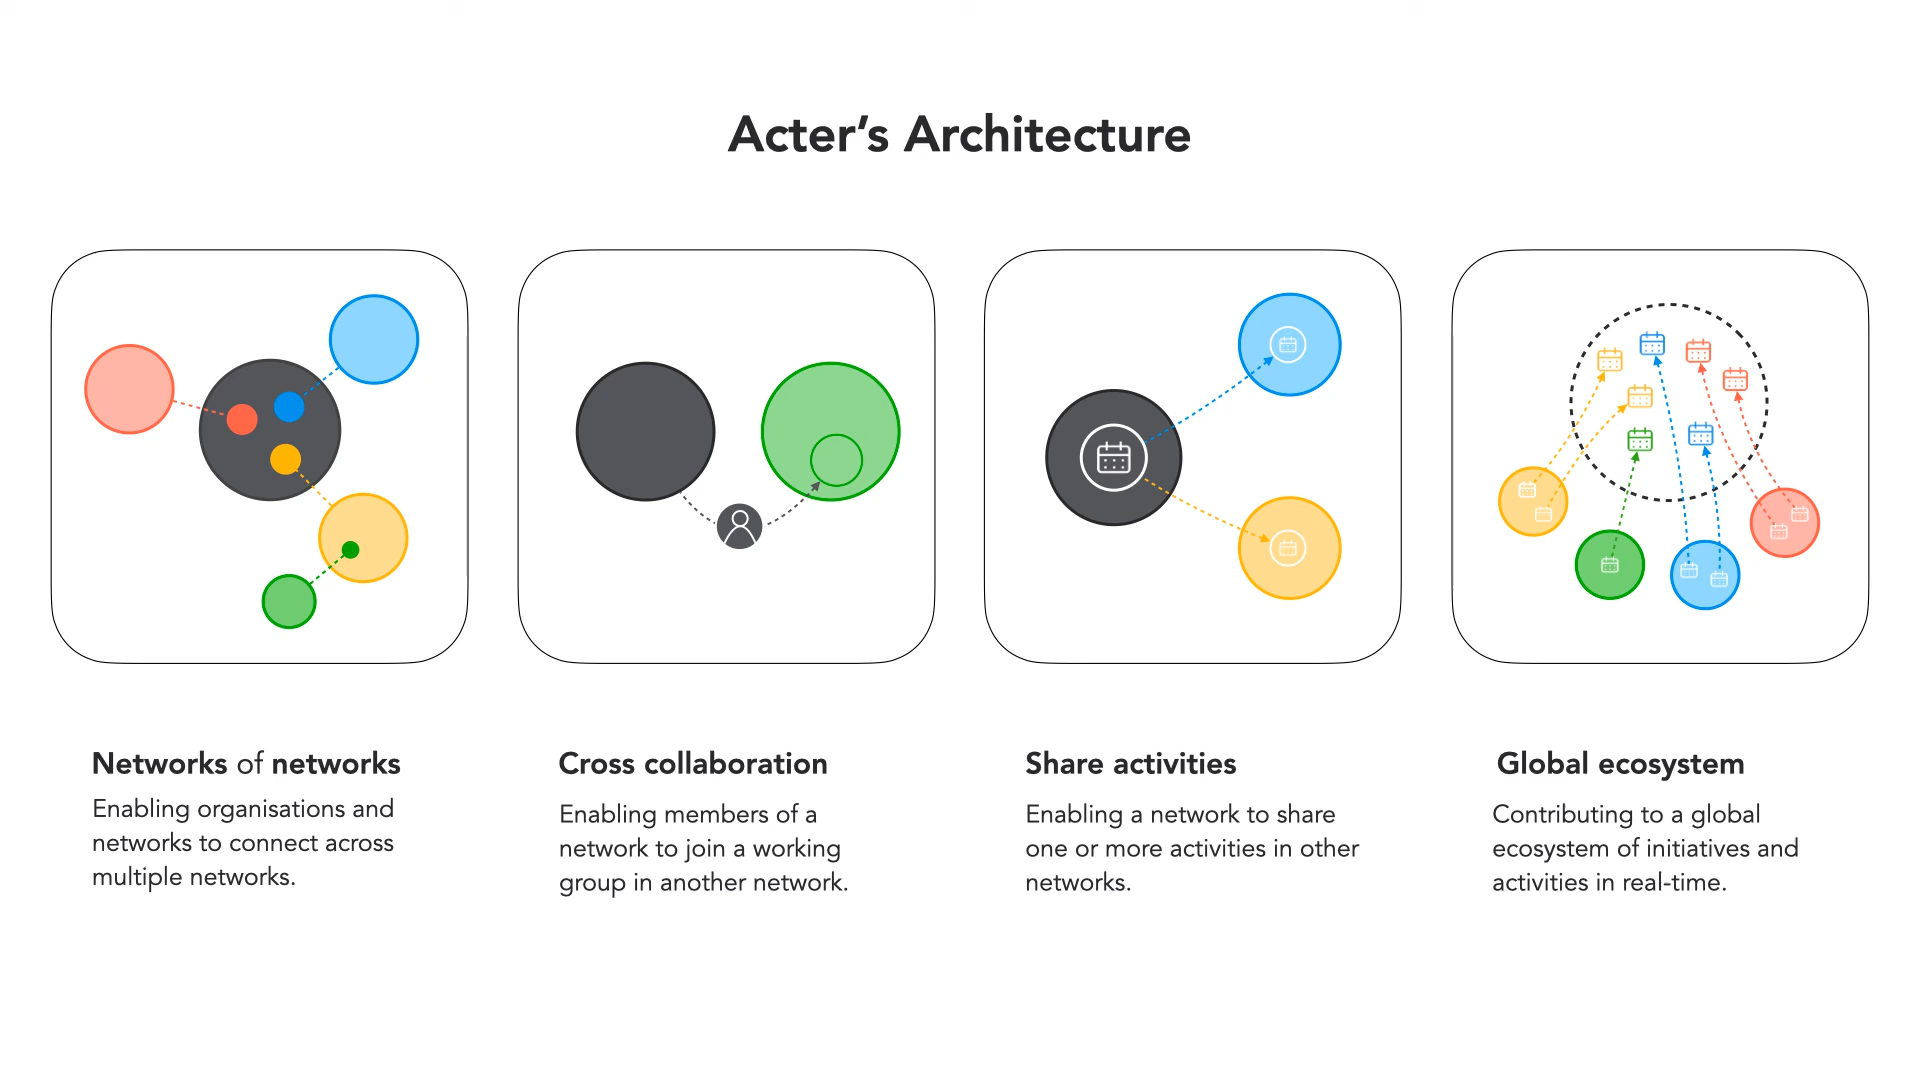 Acter’s Architecture
Networks of networks
Enabling organisations and
networks to connect across
multiple networks.
Cross collaboration
Enabling members of a
network to join a working
group in another network.
Share activities
Enabling a network to share
one or more activities in other
networks.
Global ecosystem
Contributing to a global
ecosystem of initiatives and
activities in real-time.